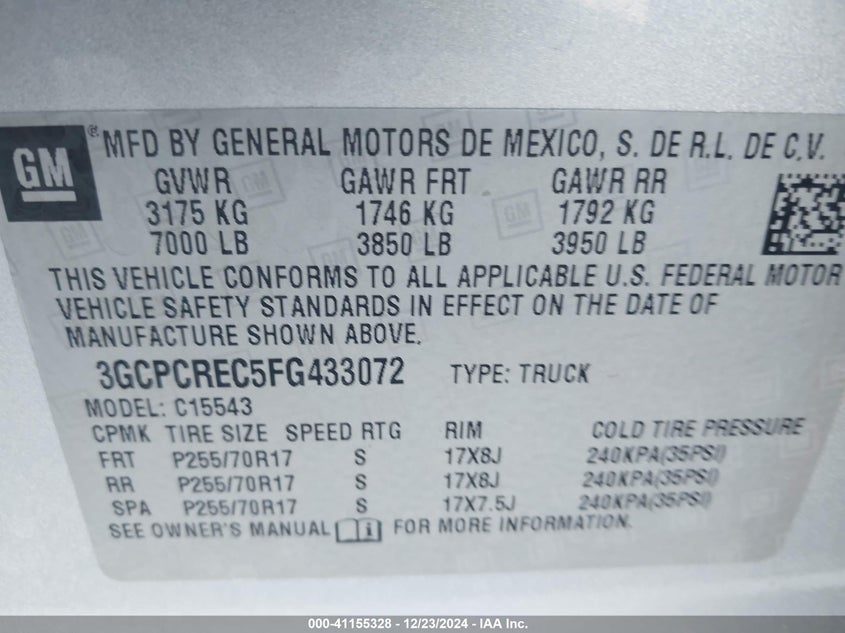 GM
® MFD BY GENERAL MOTORS DE MEXICO, S. DE R.L. DE C.V.
GVWR GAWR FRT GAWR RR
3175 KG 1746 KG 1792 KG
7000 LB 3850 LB 3950 LB
THIS VEHICLE CONFORMS TO ALL APPLICABLE U.S. FEDERAL MOTOR
VEHICLE SAFETY STANDARDS IN EFFECT ON THE DATE OF
MANUFACTURE SHOWN ABOVE.
3GCPCREC5FG433072 TYPE: TRUCK
MODEL: C15543
CPMK TIRE SIZE SPEED RTG RIM COLD TIRE PRESSURE
FRT P255/70R17 S 17X8J 240KPA(35PSI)
RR P255/70R17 S 17X8J 240KPA(35PSI)
SPA P255/70R17 S 17X7.5J 240KPA(35PSI)
SEE OWNER'S MANUAL i FOR MORE INFORMATION.
000-41155328 - 12/23/2024 - IAA Inc.